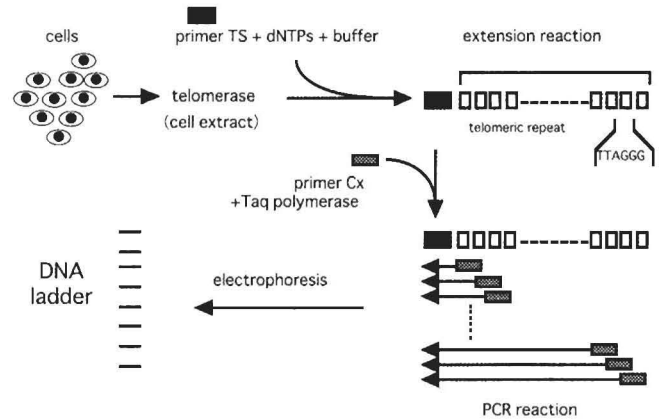 cells
primer TS + dNTPs + buffer
extension reaction
telomerase
(cell extract)
telomeric repeat
TTAGGG
primer Cx
+Taq polymerase
DNA
ladder
electrophoresis
PCR reaction